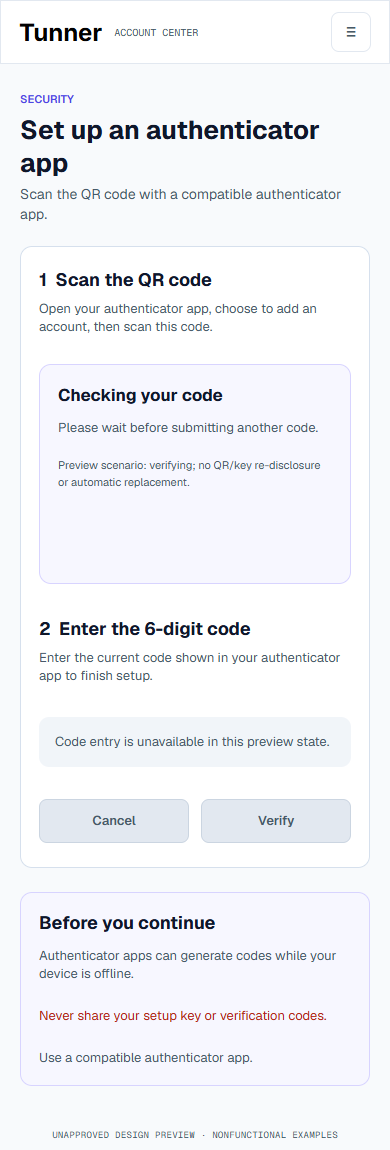 Tunner ACCOUNT CENTER
SECURITY
Set up an authenticator
app
Scan the QR code with a compatible authenticator
app.
1 Scan the QR code
Open your authenticator app, choose to add an
account, then scan this code.
Checking your code
Please wait before submitting another code.
Preview scenario: verifying; no QR/key re-disclosure
or automatic replacement.
2 Enter the 6-digit code
Enter the current code shown in your authenticator
app to finish setup.
Code entry is unavailable in this preview state.
Cancel Verify
Before you continue
Authenticator apps can generate codes while your
device is offline.
Never share your setup key or verification codes.
Use a compatible authenticator app.
UNAPPROVED DESIGN PREVIEW · NONFUNCTIONAL EXAMPLES